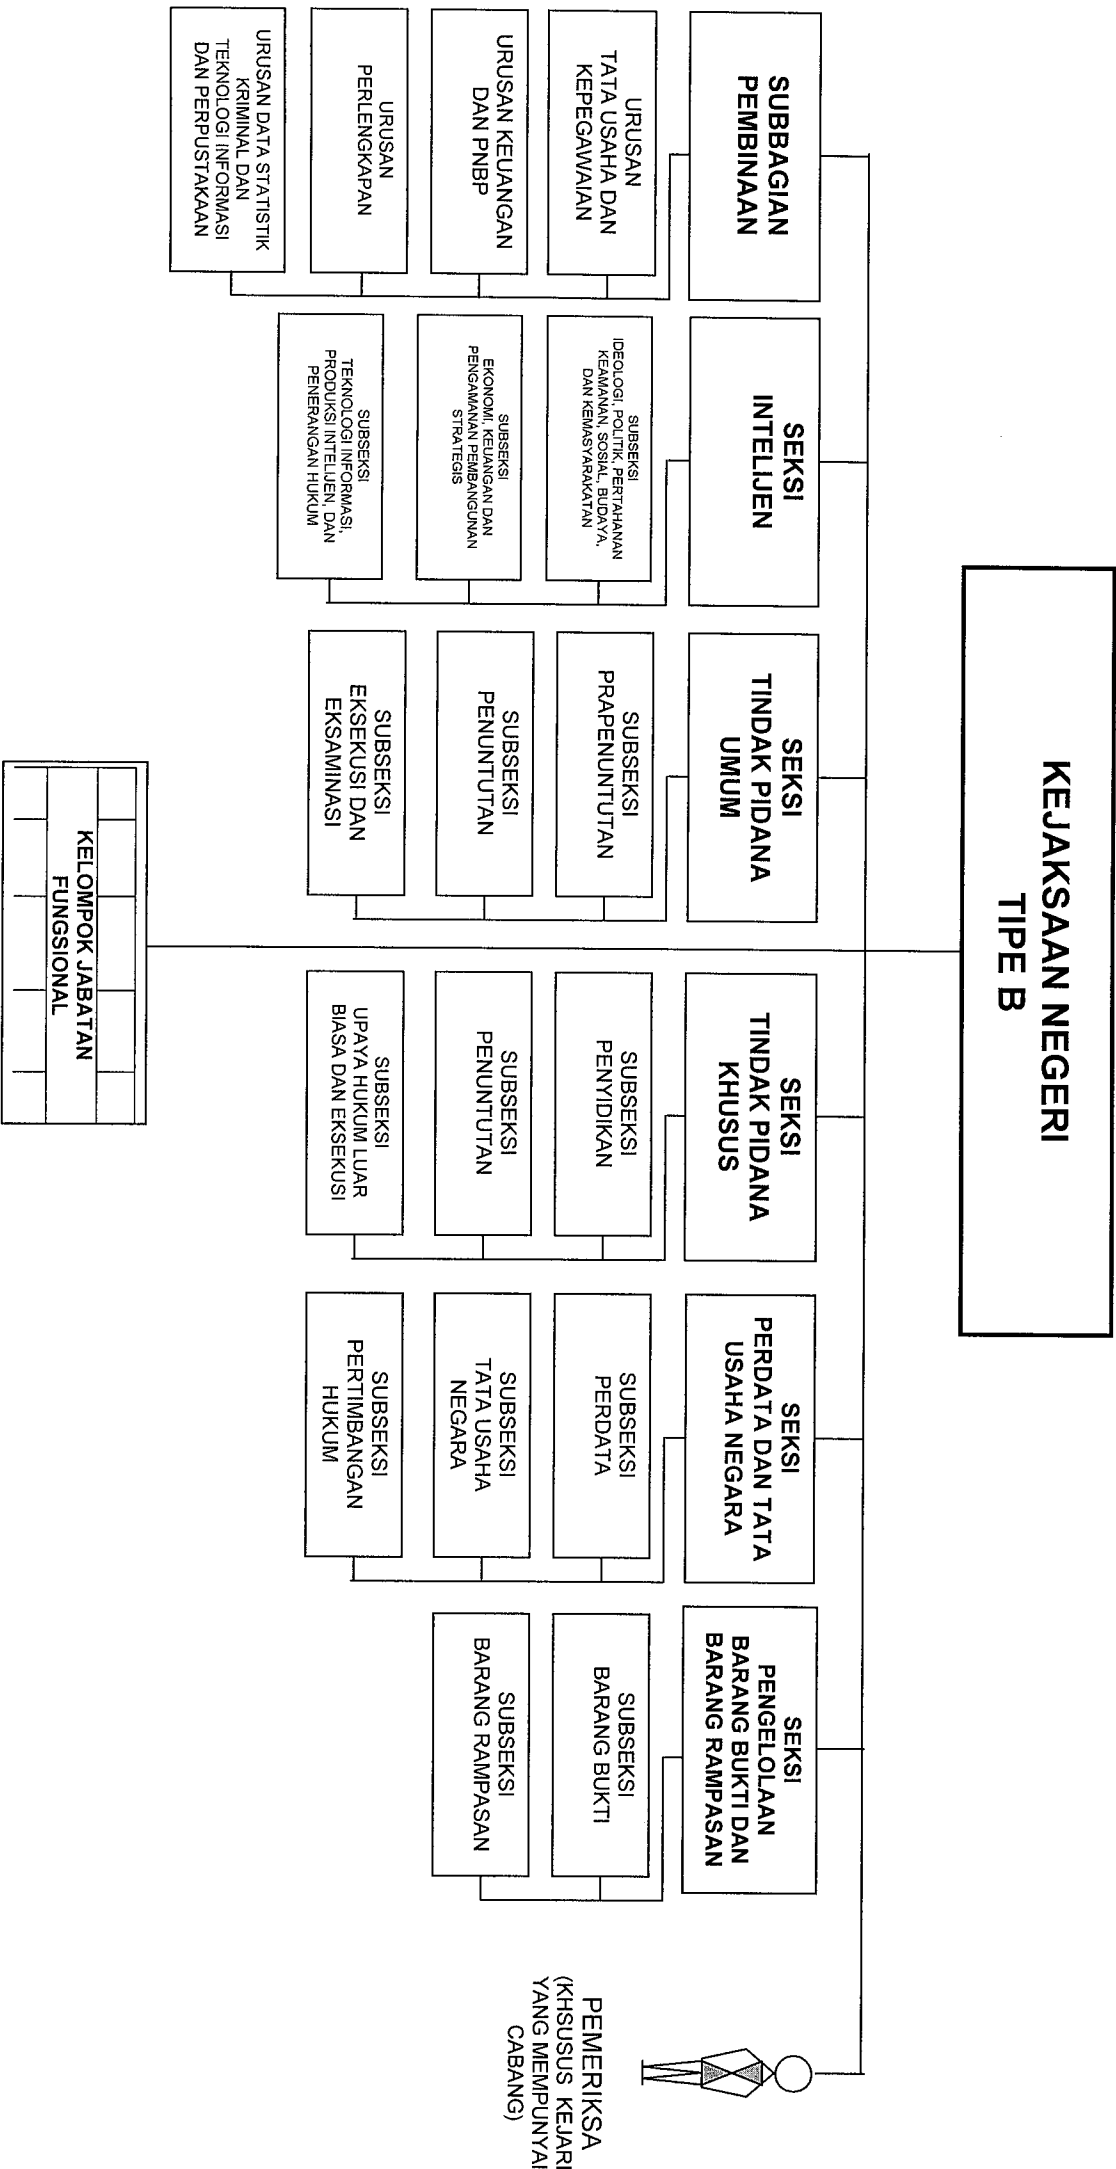 KEJAKSAAN NEGERI
TIPE B
SUBBAGIAN
PEMBINAAN
URUSAN
TATA USAHA DAN
KEPEGAWAIAN
URUSAN KEUANGAN
DAN PNBP
URUSAN
PERLENGKAPAN
URUSAN DATA STATISTIK
KRIMINAL DAN
TEKNOLOGI INFORMASI
DAN PERPUSTAKAAN
SEKSI
INTELIJEN
SUBSEKSI
IDEOLOGI, POLITIK, PERTAHANAN
KEAMANAN, SOSIAL, BUDAYA,
DAN KEMASYARAKATAN
SUBSEKSI
EKONOMI, KEUANGAN DAN
PENGAMANAN PEMBANGUNAN
STRATEGIS
SUBSEKSI
TEKNOLOGI INFORMASI,
PRODUKSI INTELIJEN, DAN
PENERANGAN HUKUM
SEKSI
TINDAK PIDANA
UMUM
SUBSEKSI
PRAPENUNTUTAN
SUBSEKSI
PENUNTUTAN
SUBSEKSI
EKSEKUSI DAN
EKSAMINASI
SEKSI
TINDAK PIDANA
KHUSUS
SUBSEKSI
PENYIDIKAN
SUBSEKSI
PENUNTUTAN
SUBSEKSI
UPAYA HUKUM LUAR
BIASA DAN EKSEKUSI
SEKSI
PERDATA DAN TATA
USAHA NEGARA
SUBSEKSI
PERDATA
SUBSEKSI
TATA USAHA
NEGARA
SUBSEKSI
PERTIMBANGAN
HUKUM
SEKSI
PENGELOLAAN
BARANG BUKTI DAN
BARANG RAMPASAN
SUBSEKSI
BARANG BUKTI
SUBSEKSI
BARANG RAMPASAN
PEMERIKSA
(KHSUSUS KEJARI
YANG MEMPUNYAI
CABANG)
KELOMPOK JABATAN
FUNGSIONAL